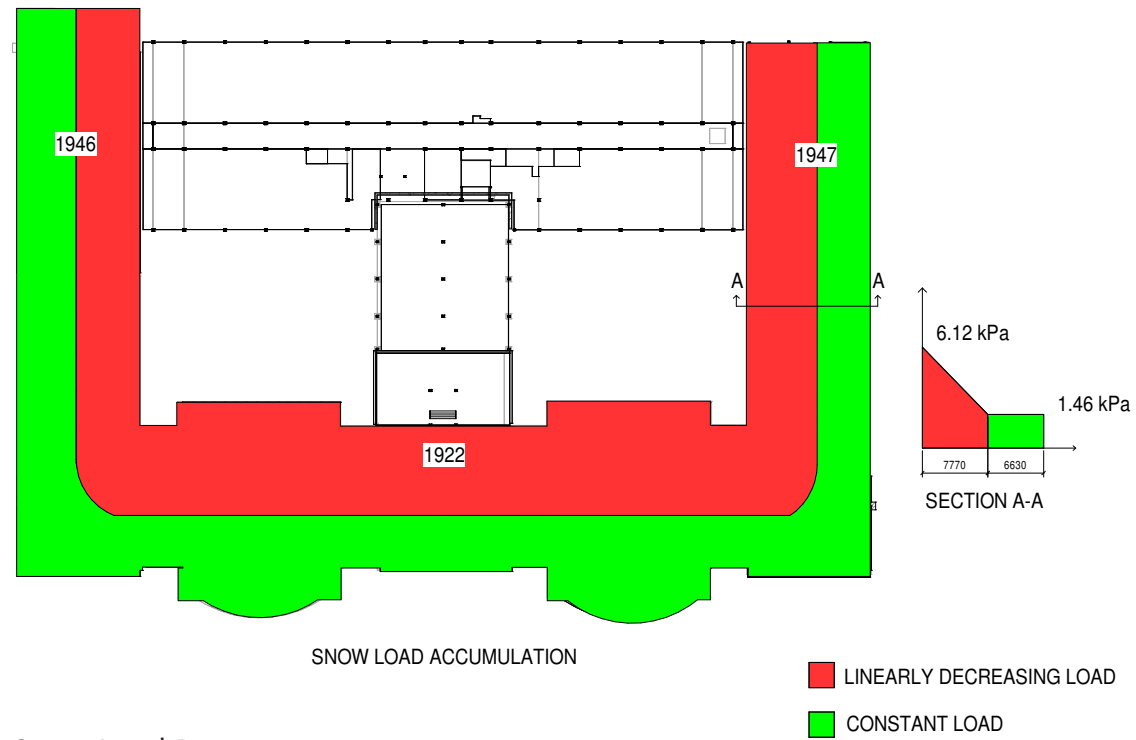 1946
1947
A A
6.12 kPa
1.46 kPa
1922
7770 6630
SECTION A-A
SNOW LOAD ACCUMULATION
LINEARLY DECREASING LOAD
CONSTANT LOAD